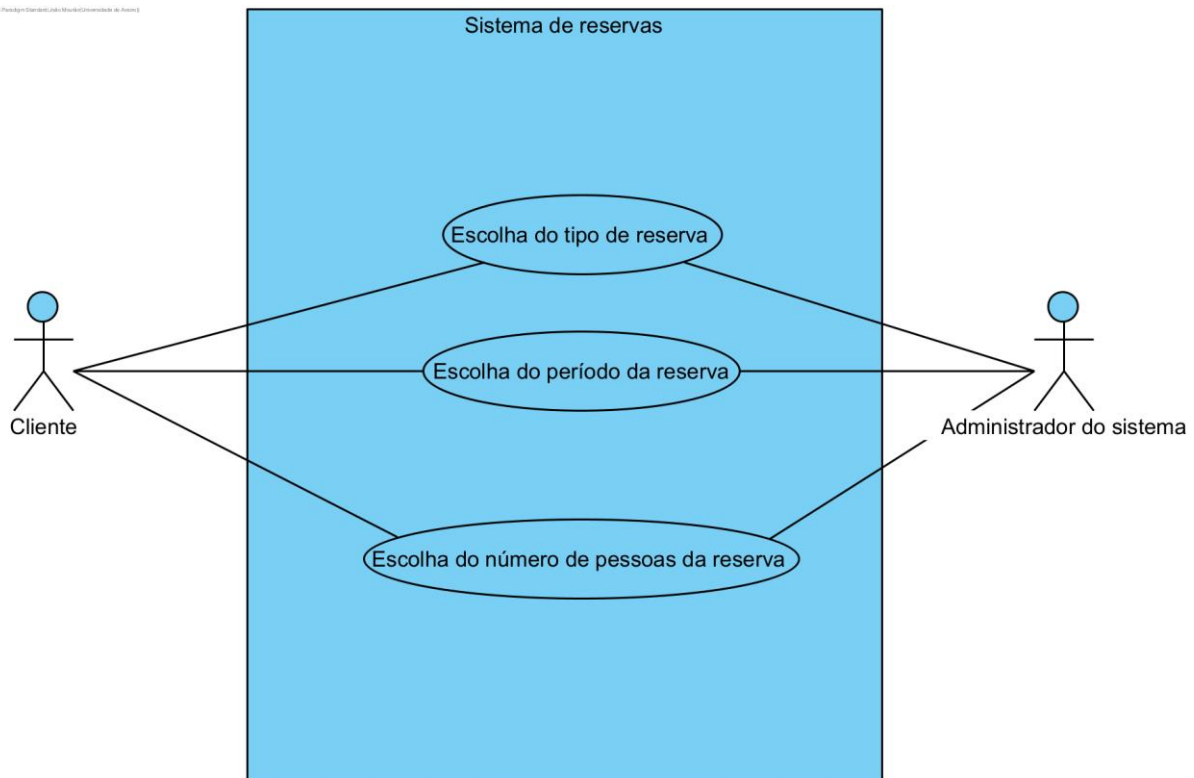 Sistema de reservas
Escolha do tipo de reserva
Escolha do período da reserva
Cliente
Administrador do sistema
Escolha do número de pessoas da reserva